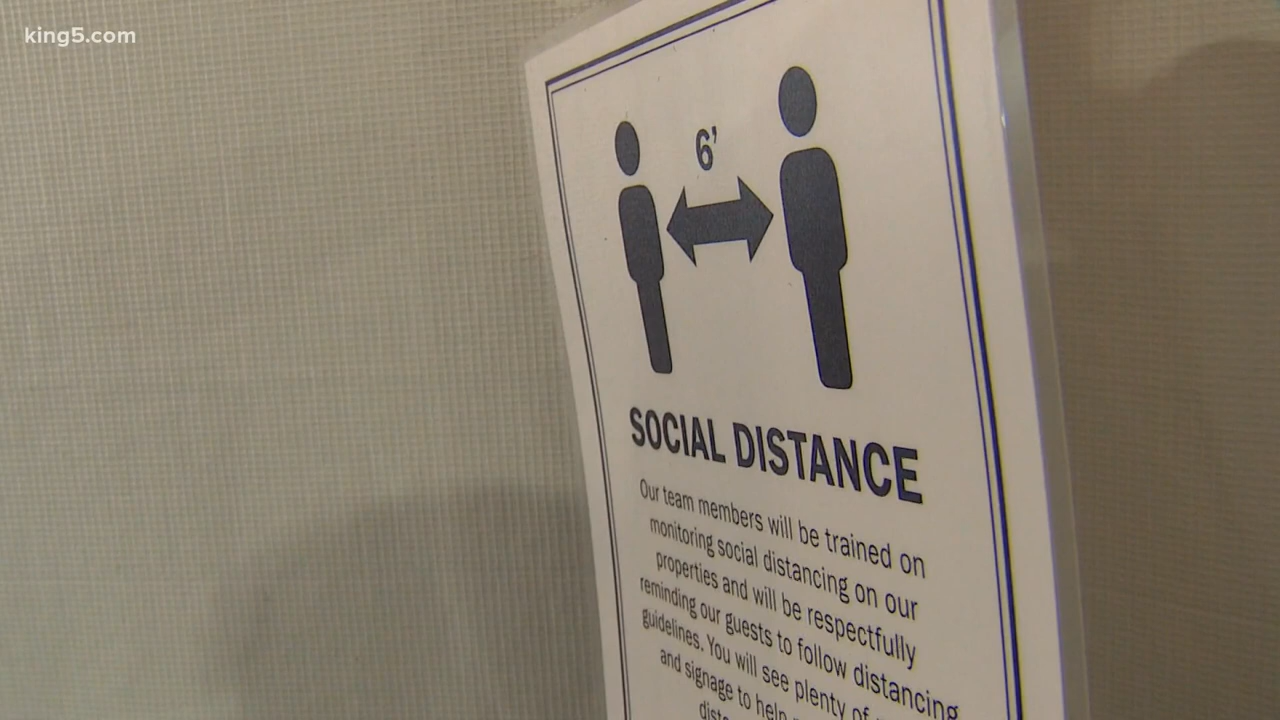 king5.com
6'
SOCIAL DISTANCE
Our team members will be trained on
monitoring social distancing on our
properties and will be respectfully
reminding our guests to follow distancing
guidelines. You will see plenty of
and signage to help